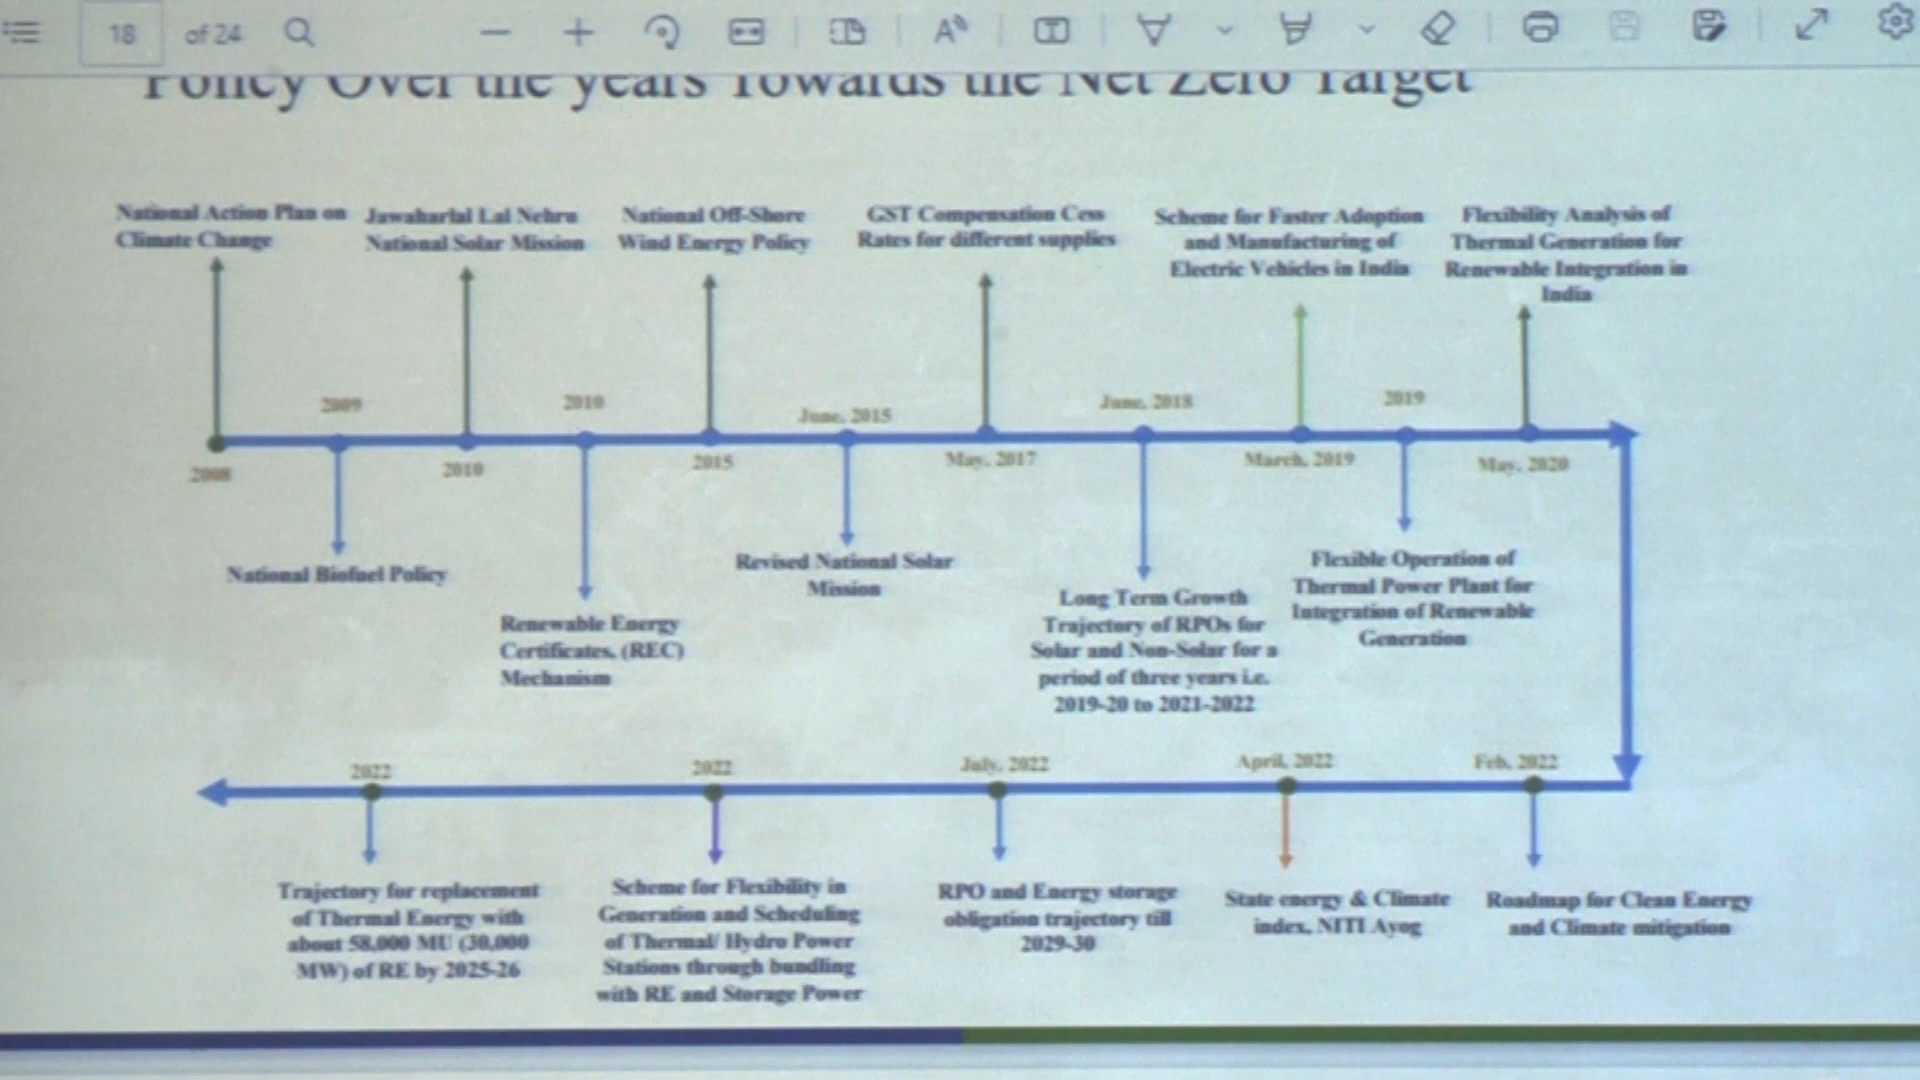 18 of 24
Policy Over the years Towards the Net Zero Target
National Action Plan on
Climate Change
Jawaharlal Lal Nehru
National Solar Mission
National Off-Shore
Wind Energy Policy
GST Compensation Cess
Rates for different supplies
Scheme for Faster Adoption
and Manufacturing of
Electric Vehicles in India
Flexibility Analysis of
Thermal Generation for
Renewable Integration in
India
2009
2010
June, 2015
June, 2018
2019
2008
2010
2015
May, 2017
March, 2019
May, 2020
National Biofuel Policy
Renewable Energy
Certificates, (REC)
Mechanism
Revised National Solar
Mission
Long Term Growth
Trajectory of RPOs for
Solar and Non-Solar for a
period of three years i.e.
2019-20 to 2021-2022
Flexible Operation of
Thermal Power Plant for
Integration of Renewable
Generation
2022
2022
July, 2022
April, 2022
Feb, 2022
Trajectory for replacement
of Thermal Energy with
about 58,000 MU (30,000
MW) of RE by 2025-26
Scheme for Flexibility in
Generation and Scheduling
of Thermal/ Hydro Power
Stations through bundling
with RE and Storage Power
RPO and Energy storage
obligation trajectory till
2029-30
State energy & Climate
index, NITI Ayog
Roadmap for Clean Energy
and Climate mitigation